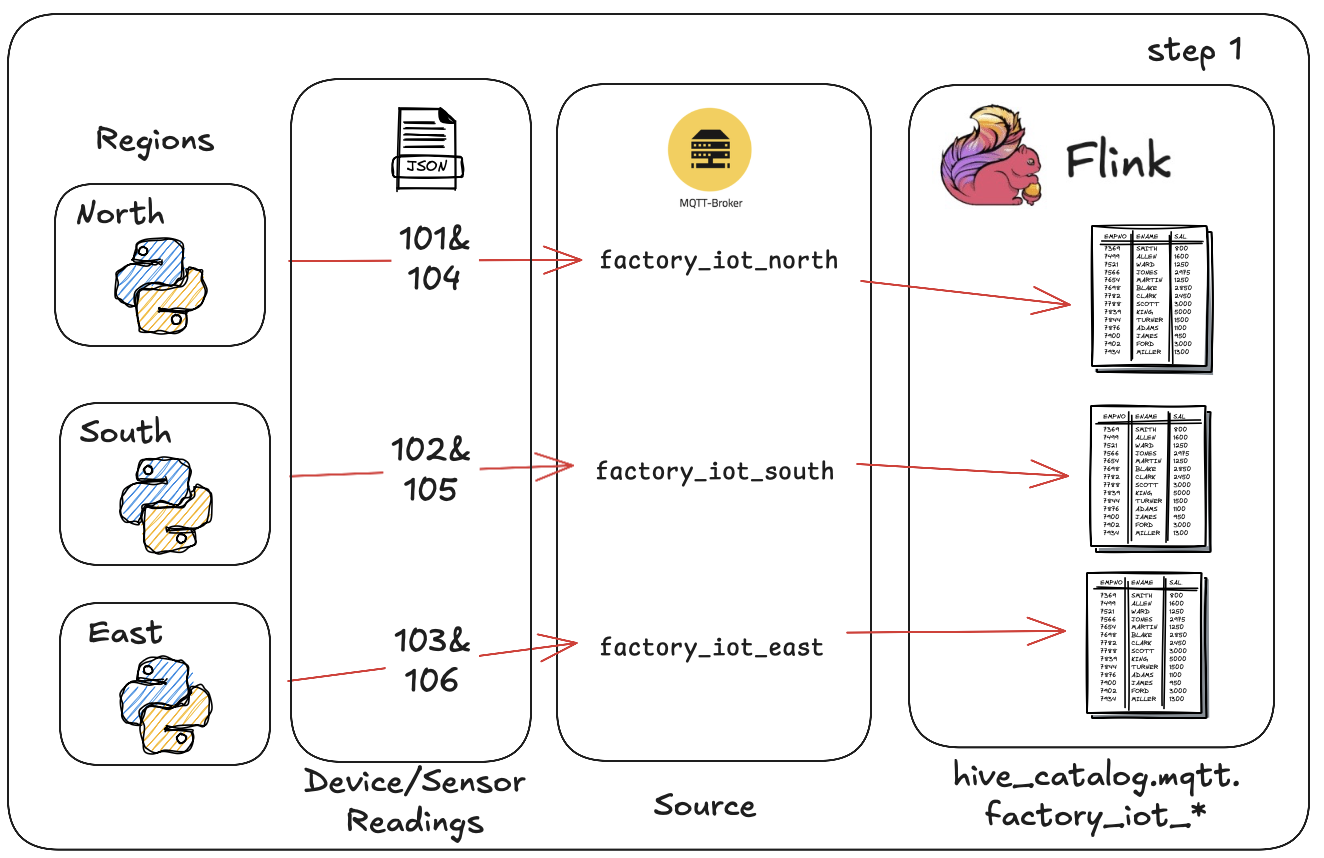 step 1
Regions
JSON
MQTT-Broker
Flink
North
101&
104
factory_iot_north
EMPNO ENAME SAL
7369 SMITH 800
7499 ALLEN 1600
7521 WARD 1250
7566 JONES 2975
7654 MARTIN 1250
7698 BLAKE 2850
7782 CLARK 2450
7788 SCOTT 3000
7839 KING 5000
7844 TURNER 1500
7876 ADAMS 1100
7900 JAMES 950
7902 FORD 3000
7934 MILLER 1300
South
102&
105
factory_iot_south
EMPNO ENAME SAL
7369 SMITH 800
7499 ALLEN 1600
7521 WARD 1250
7566 JONES 2975
7654 MARTIN 1250
7698 BLAKE 2850
7782 CLARK 2450
7788 SCOTT 3000
7839 KING 5000
7844 TURNER 1500
7876 ADAMS 1100
7900 JAMES 950
7902 FORD 3000
7934 MILLER 1300
East
103&
106
factory_iot_east
EMPNO ENAME SAL
7369 SMITH 800
7499 ALLEN 1600
7521 WARD 1250
7566 JONES 2975
7654 MARTIN 1250
7698 BLAKE 2850
7782 CLARK 2450
7788 SCOTT 3000
7839 KING 5000
7844 TURNER 1500
7876 ADAMS 1100
7900 JAMES 950
7902 FORD 3000
7934 MILLER 1300
Device/Sensor
Readings
Source
hive_catalog.mqtt.
factory_iot_*